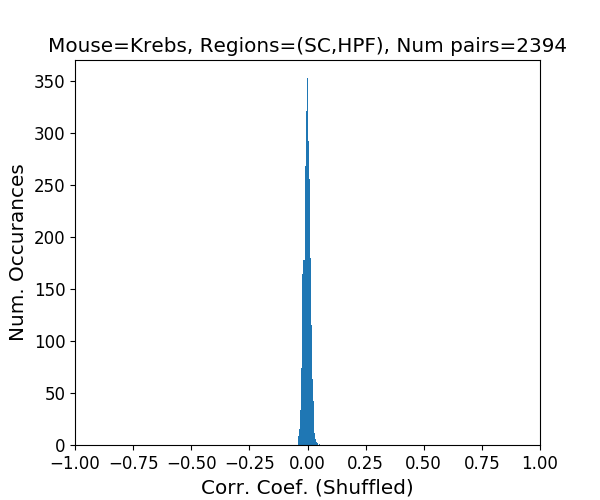 Mouse=Krebs, Regions=(SC,HPF), Num pairs=2394
350
300
250
200
150
100
50
0
Num. Occurances
−1.00 −0.75 −0.50 −0.25 0.00 0.25 0.50 0.75 1.00
Corr. Coef. (Shuffled)